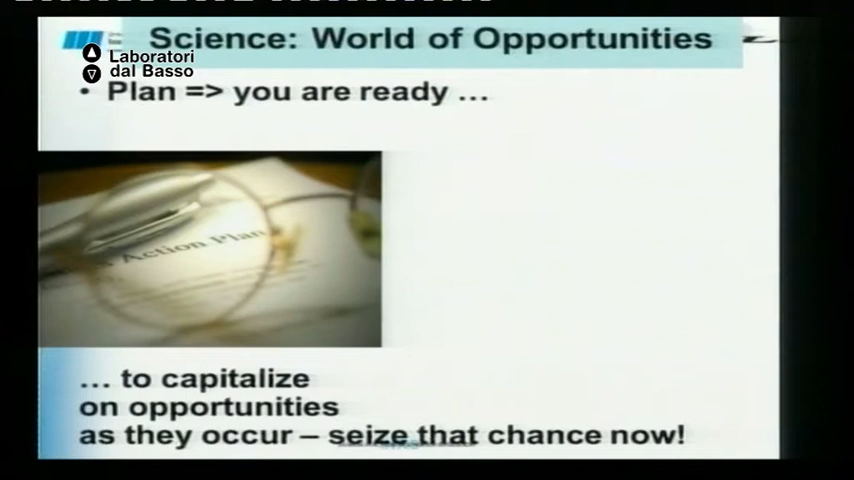 Science: World of Opportunities
Laboratori
dal Basso
• Plan => you are ready …
Action Plan
… to capitalize
on opportunities
as they occur – seize that chance now!